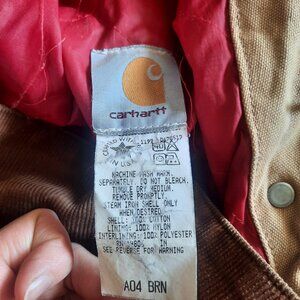 carhartt
MACHINE WASH WARM
SEPARATELY. DO NOT BLEACH.
TUMBLE DRY MEDIUM.
REMOVE PROMPTLY.
STEAM IRON SHELL ONLY
WHEN DESTRED.
SHELL: 100% COTTON
LINING: 100% NYLON
INTERLINING: 100% POLYESTER
SEE REVERSE FOR WARNING
A04 BRN